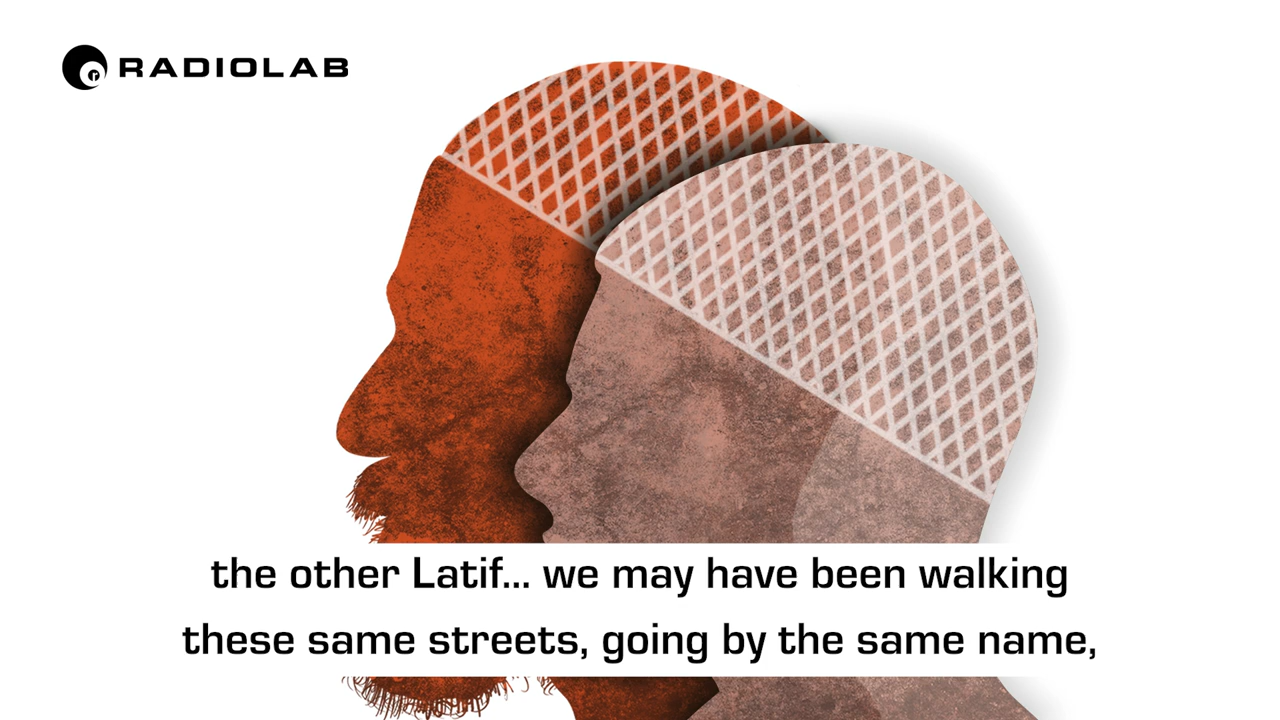 RADIOLAB
the other Latif... we may have been walking
these same streets, going by the same name,